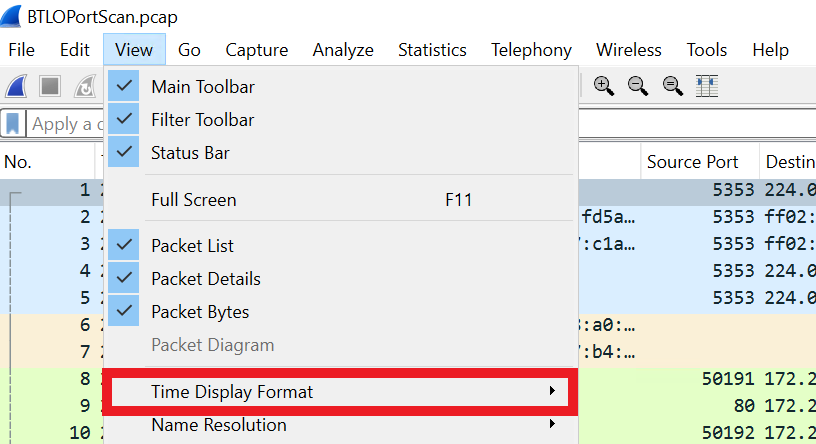 BTLOPortScan.pcap
File Edit View Go Capture Analyze Statistics Telephony Wireless Tools Help
Main Toolbar
Filter Toolbar
Apply a
Status Bar
No. Source Port Destin
1 5353 224.0
Full Screen F11
2 fd5a... 5353 ff02:
3 :c1a... 5353 ff02:
Packet List
4 5353 224.0
Packet Details
5 5353 224.0
Packet Bytes
6 :a0:...
Packet Diagram
7 :b4:...
8 50191 172.2
Time Display Format
9 80 172.2
Name Resolution
10 50192 172.2